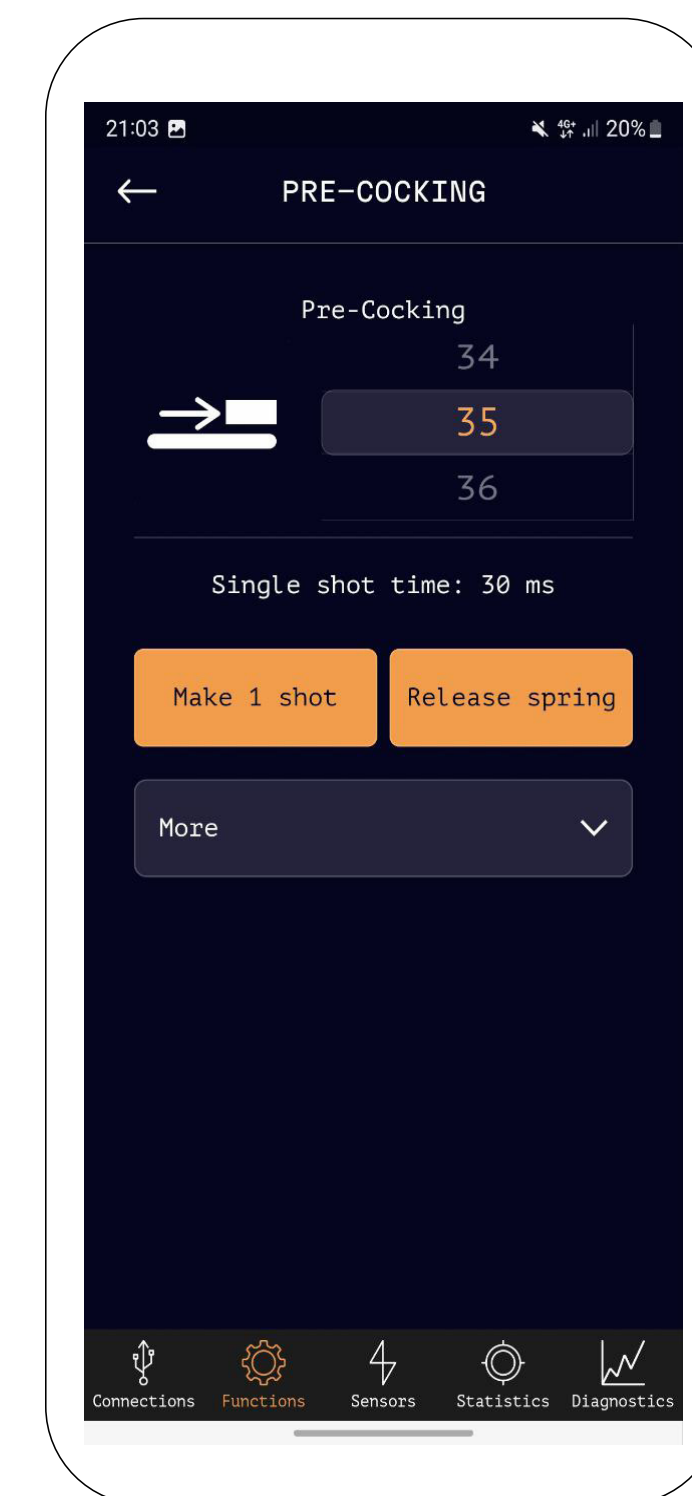 21:03 4G+ 20%
PRE-COCKING
Pre-Cocking
34
35
36
Single shot time: 30 ms
Make 1 shot Release spring
More
Connections Functions Sensors Statistics Diagnostics